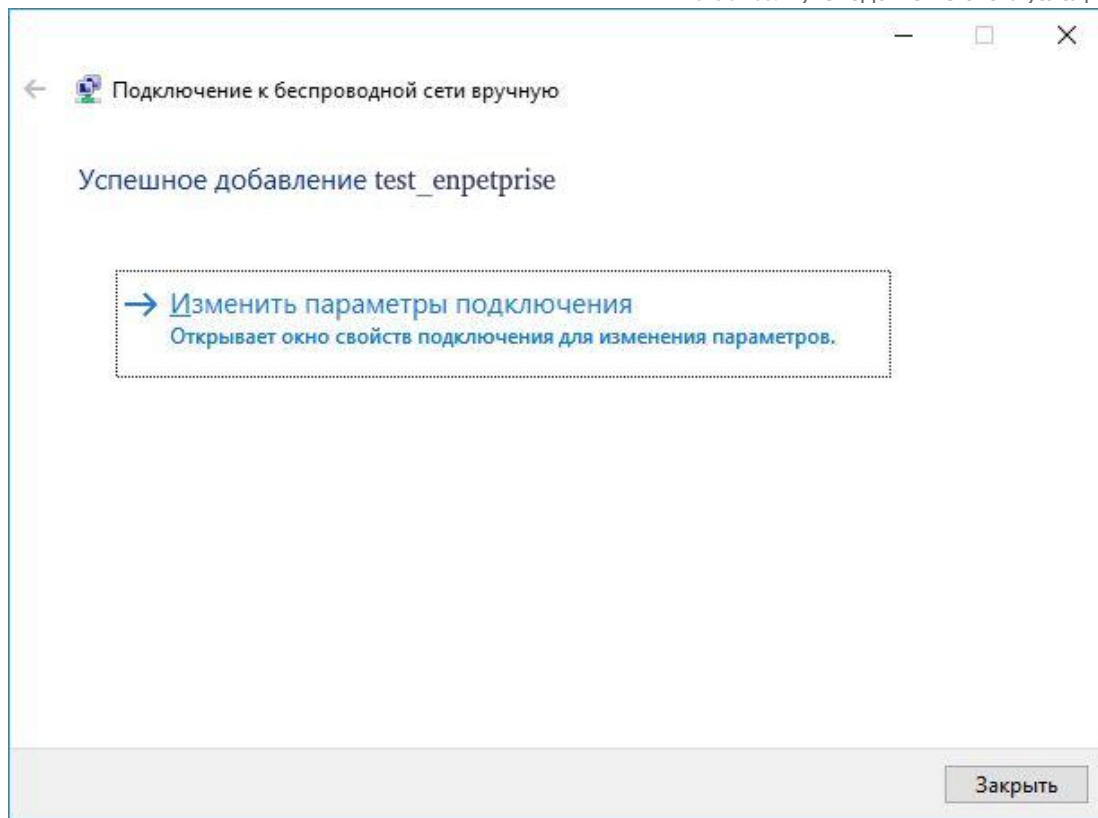 Подключение к беспроводной сети вручную
Успешное добавление test_enpetprise
Изменить параметры подключения
Открывает окно свойств подключения для изменения параметров.
Закрыть